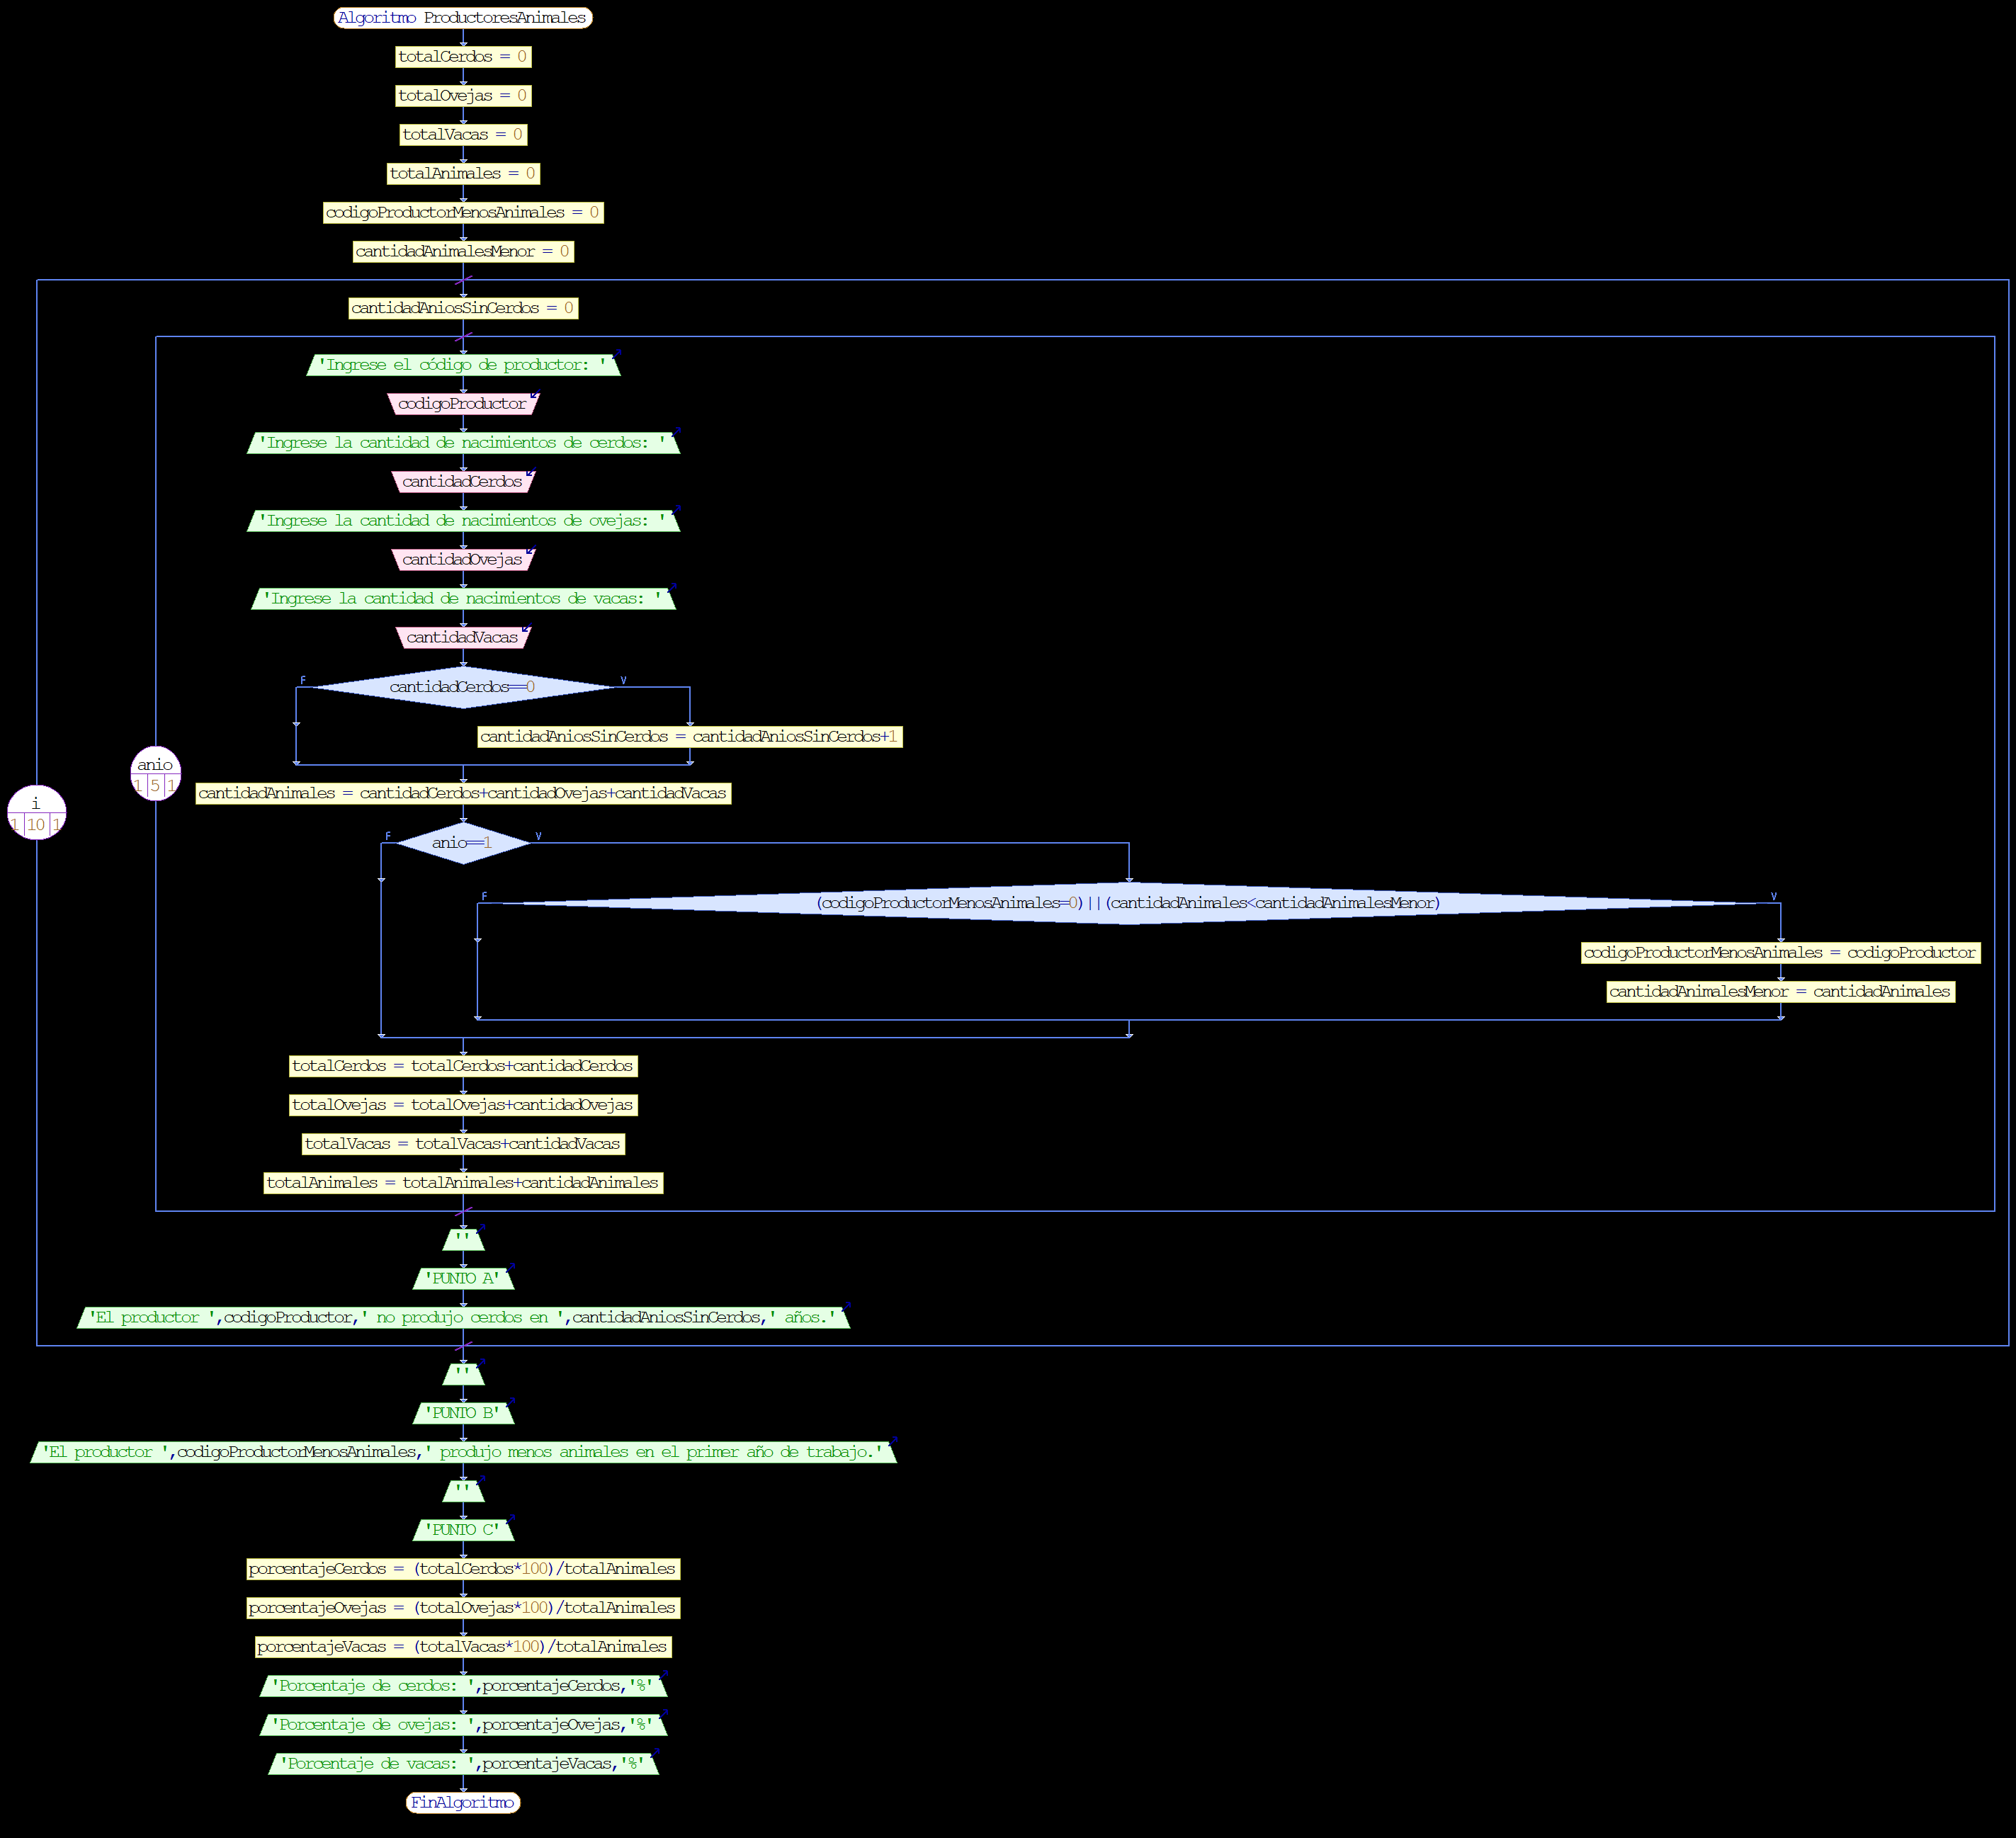 Algoritmo ProductoresAnimales
totalCerdos = 0
totalOvejas = 0
totalVacas = 0
totalAnimales = 0
codigoProductorMenosAnimales = 0
cantidadAnimalesMenor = 0
cantidadAniosSinCerdos = 0
'Ingrese el código de productor: '
codigoProductor
'Ingrese la cantidad de nacimientos de cerdos: '
cantidadCerdos
'Ingrese la cantidad de nacimientos de ovejas: '
cantidadOvejas
'Ingrese la cantidad de nacimientos de vacas: '
cantidadVacas
F cantidadCerdos==0 V
cantidadAniosSinCerdos = cantidadAniosSinCerdos+1
anio
1 5 1
cantidadAnimales = cantidadCerdos+cantidadOvejas+cantidadVacas
i
1 10 1
F anio==1 V
F (codigoProductorMenosAnimales=0)||(cantidadAnimales<cantidadAnimalesMenor) V
codigoProductorMenosAnimales = codigoProductor
cantidadAnimalesMenor = cantidadAnimales
totalCerdos = totalCerdos+cantidadCerdos
totalOvejas = totalOvejas+cantidadOvejas
totalVacas = totalVacas+cantidadVacas
totalAnimales = totalAnimales+cantidadAnimales
''
'PUNTO A'
'El productor ',codigoProductor,' no produjo cerdos en ',cantidadAniosSinCerdos,' años.'
''
'PUNTO B'
'El productor ',codigoProductorMenosAnimales,' produjo menos animales en el primer año de trabajo.'
''
'PUNTO C'
porcentajeCerdos = (totalCerdos*100)/totalAnimales
porcentajeOvejas = (totalOvejas*100)/totalAnimales
porcentajeVacas = (totalVacas*100)/totalAnimales
'Porcentaje de cerdos: ',porcentajeCerdos,'%'
'Porcentaje de ovejas: ',porcentajeOvejas,'%'
'Porcentaje de vacas: ',porcentajeVacas,'%'
FinAlgoritmo